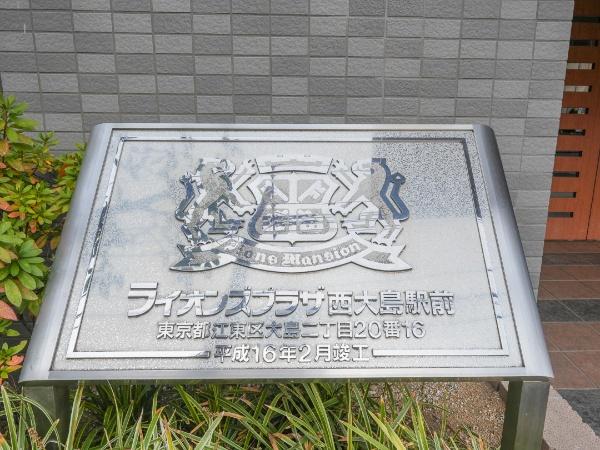 Lions Mansion
ライオンズプラザ西大島駅前
東京都江東区大島二丁目20番16
平成16年2月竣工